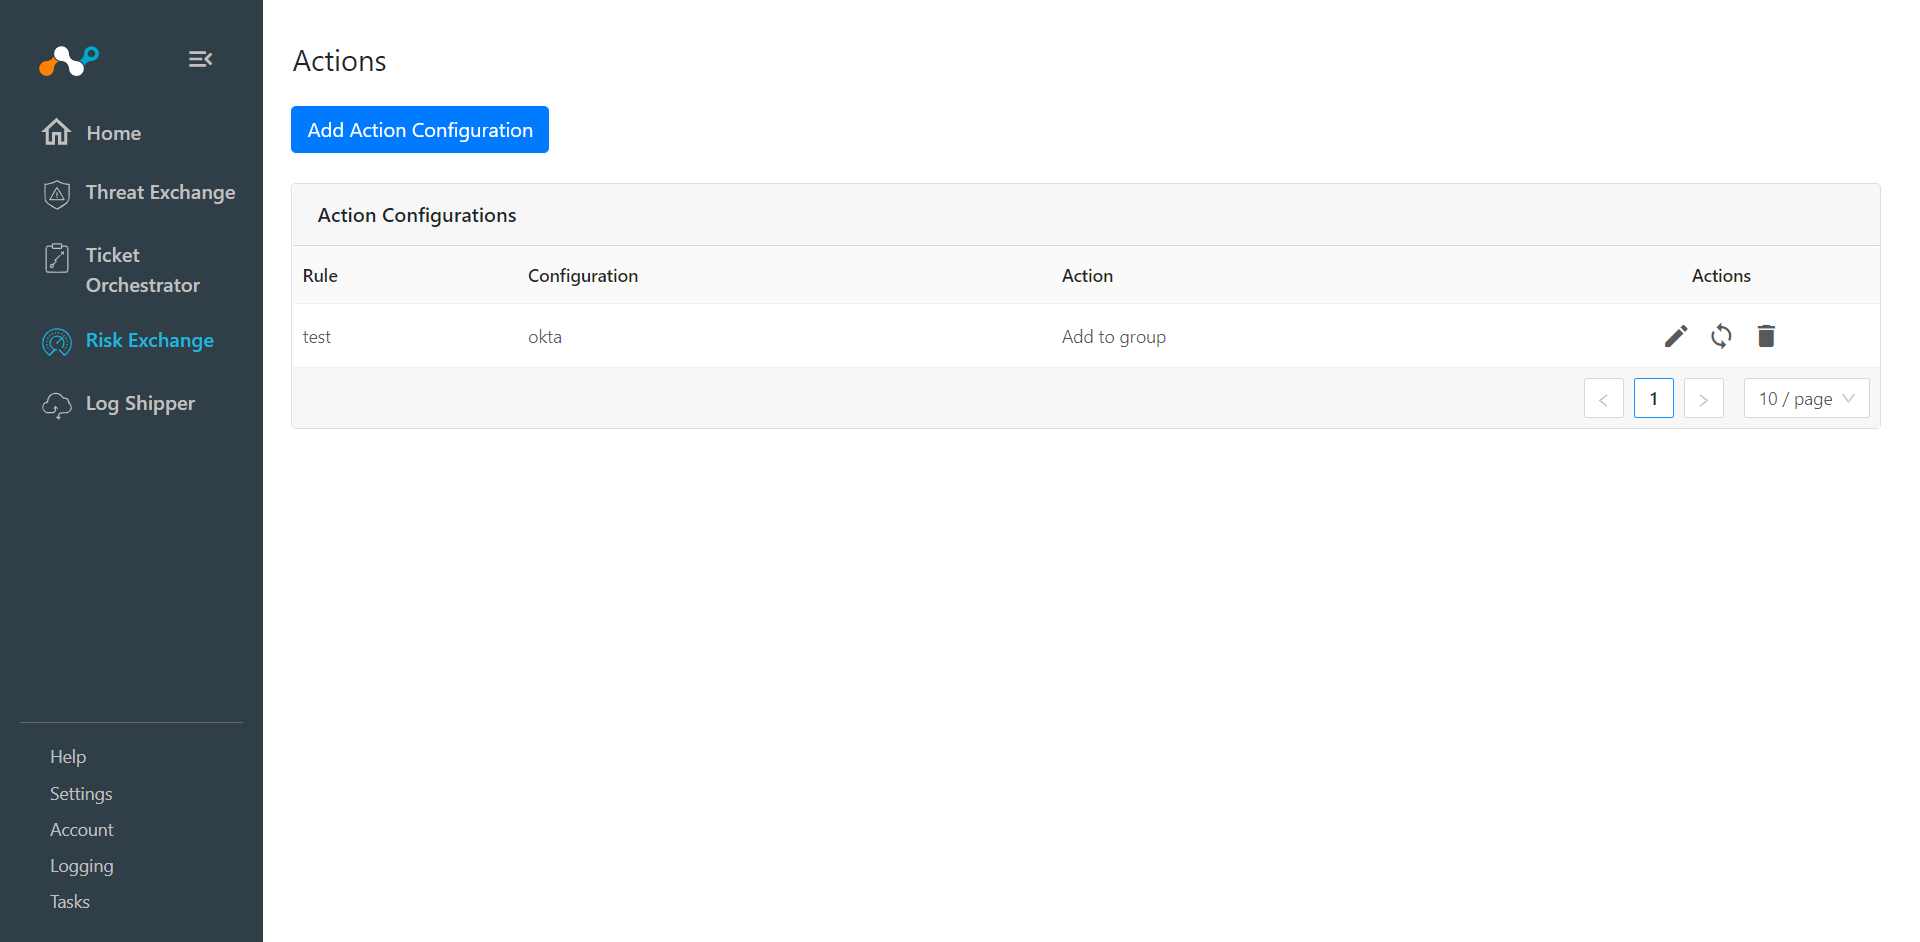 Home
Threat Exchange
Ticket
Orchestrator
Risk Exchange
Log Shipper
Help
Settings
Account
Logging
Tasks
Actions
Add Action Configuration
Action Configurations
Rule Configuration Action Actions
test okta Add to group
< 1 > 10 / page